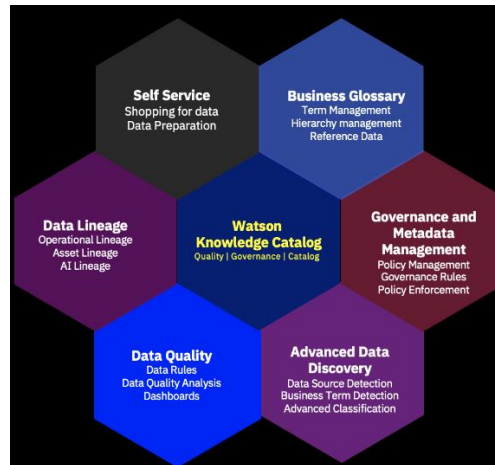 Self Service
Shopping for data
Data Preparation
Business Glossary
Term Management
Hierarchy management
Reference Data
Data Lineage
Operational Lineage
Asset Lineage
AI Lineage
Watson
Knowledge Catalog
Quality | Governance | Catalog
Governance and
Metadata
Management
Policy Management
Governance Rules
Policy Enforcement
Data Quality
Data Rules
Data Quality Analysis
Dashboards
Advanced Data
Discovery
Data Source Detection
Business Term Detection
Advanced Classification